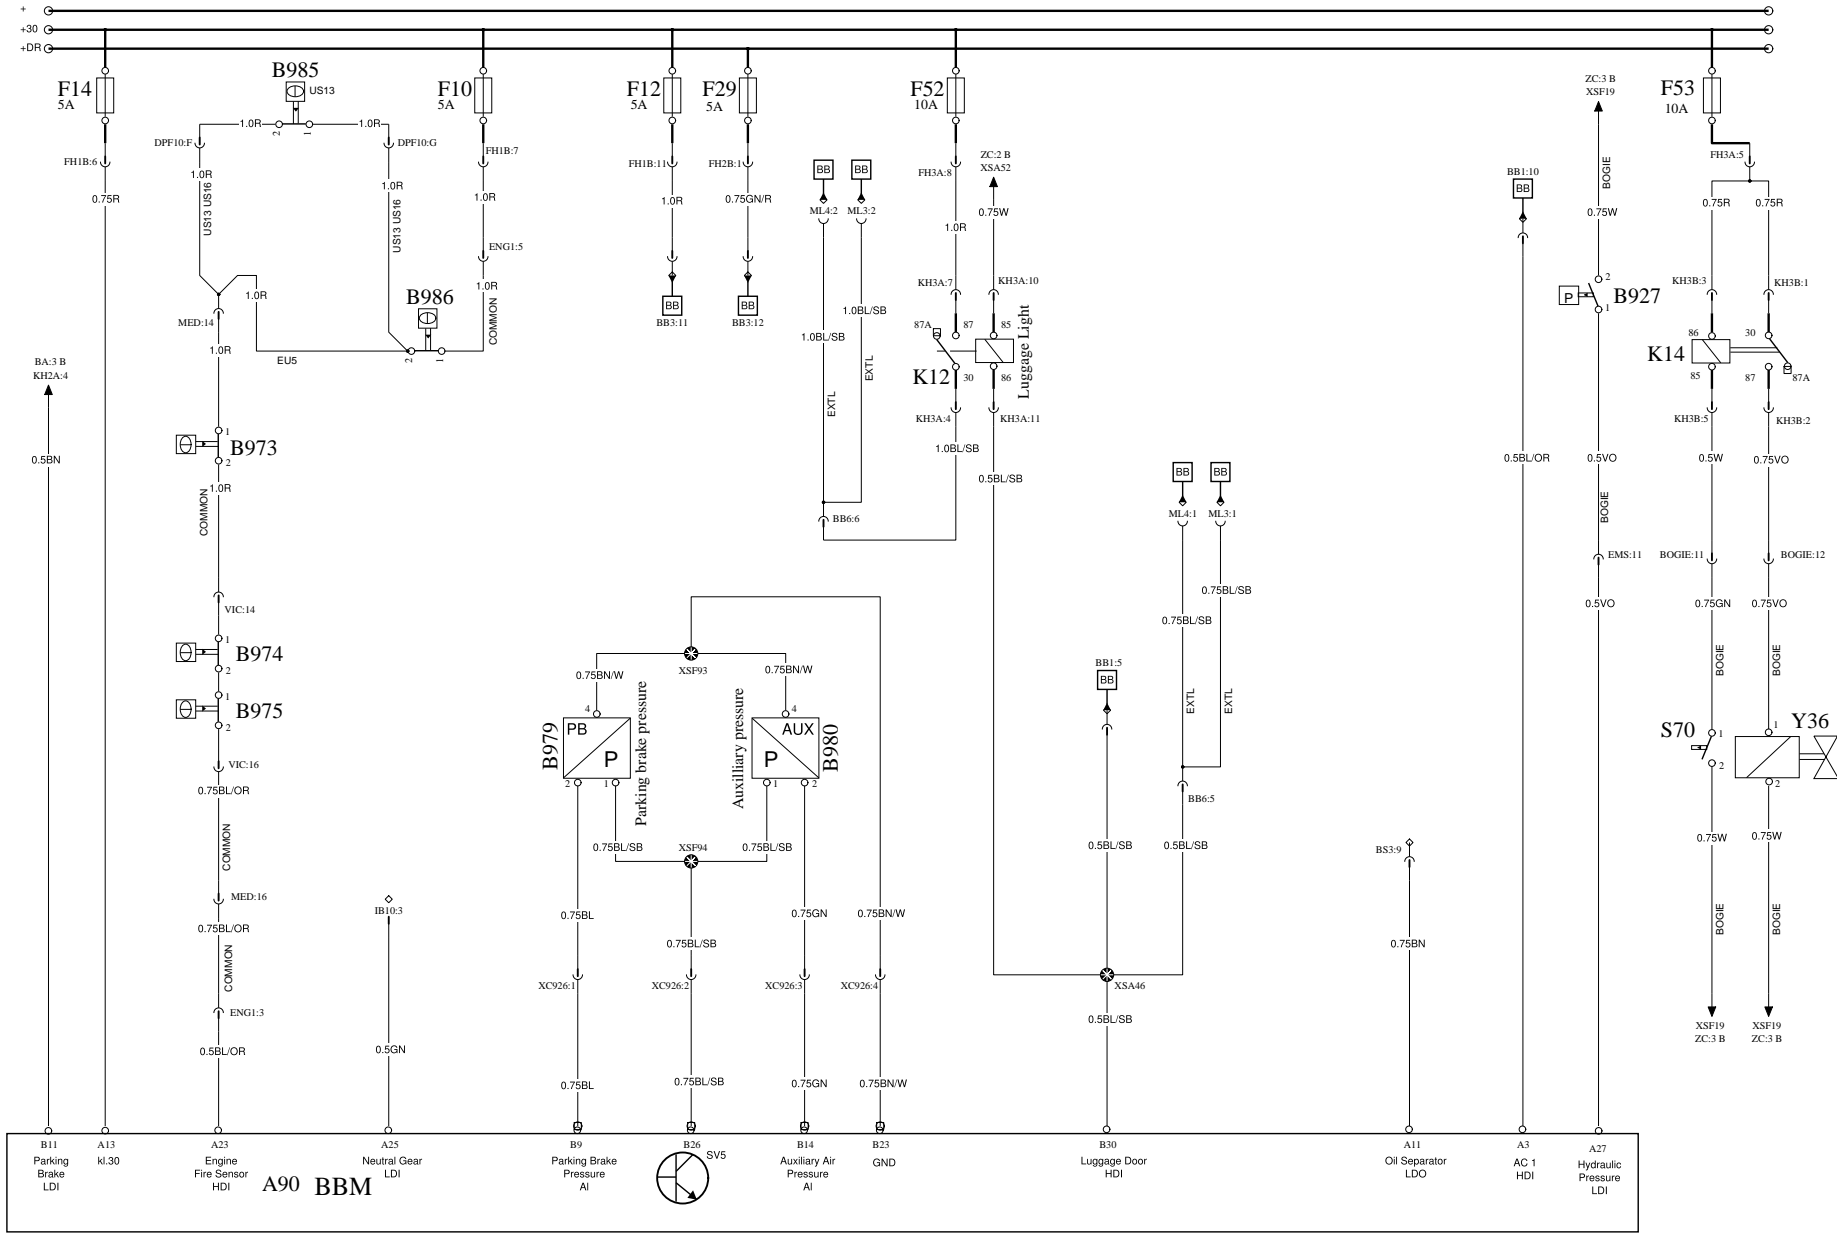 +
+30
+DR
F14
5A
B985
US13
F10
5A
F12
5A
F29
5A
F52
10A
ZC:3 B
XSF19
F53
10A
1.0R
2
1
1.0R
DPF10:F
DPF10:G
FH1B:6
FH1B:7
FH1B:11
FH2B:1
BB
BB
FH3A:8
ZC:2 B
XSA52
BB1:10
BB
BOGIE
FH3A:5
1.0R
1.0R
0.75R
1.0R
1.0R
0.75GN/R
ML4:2
ML3:2
0.75W
0.75W
0.75R
0.75R
US13 US16
US13 US16
1.0R
ENG1:5
1.0R
1.0R
COMMON
B986
KH3A:7
KH3A:10
2
P
B927
1
KH3B:3
KH3B:1
BB
BB3:11
BB
BB3:12
MED:14
1.0R
EU5
2
1
1.0BL/SB
1.0BL/SB
EXTL
EXTL
87A
87
85
Luggage Light
K12
30
86
86
30
K14
85
87
87A
BA:3 B
KH2A:4
KH3A:4
KH3A:11
KH3B:5
KH3B:2
1
B973
2
0.5BN
1.0BL/SB
0.5BL/SB
0.5BL/OR
0.5VO
0.5W
0.75VO
1.0R
COMMON
BB
BB
ML4:1
ML3:1
BB6:6
BOGIE
EMS:11
BOGIE:11
BOGIE:12
VIC:14
0.75BL/SB
0.75BL/SB
0.5VO
0.75GN
0.75VO
1
B974
2
XSF93
0.75BN/W
0.75BN/W
BB1:5
BB
BOGIE
BOGIE
1
B975
2
EXTL
EXTL
4
PB
P
B979
2
1
Parking brake pressure
Auxilliary pressure
4
AUX
P
B980
1
2
S70
1
2
1
Y36
2
VIC:16
0.75BL/OR
BB6:5
COMMON
0.75BL/SB
XSF94
0.75BL/SB
0.5BL/SB
0.5BL/SB
BS3:9
0.75W
0.75W
MED:16
IB10:3
0.75BL/OR
0.75BL
0.75BL/SB
0.75GN
0.75BN/W
0.75BN
BOGIE
BOGIE
COMMON
XC926:1
XC926:2
XC926:3
XC926:4
XSA46
ENG1:3
0.5BL/SB
XSF19
ZC:3 B
XSF19
ZC:3 B
0.5BL/OR
0.5GN
0.75BL
0.75BL/SB
0.75GN
0.75BN/W
B11
Parking
Brake
LDI
A13
kl.30
A23
Engine
Fire Sensor
HDI
A90 BBM
A25
Neutral Gear
LDI
B9
Parking Brake
Pressure
AI
B26
SV5
B14
Auxiliary Air
Pressure
AI
B23
GND
B30
Luggage Door
HDI
A11
Oil Separator
LDO
A3
AC 1
HDI
A27
Hydraulic
Pressure
LDI